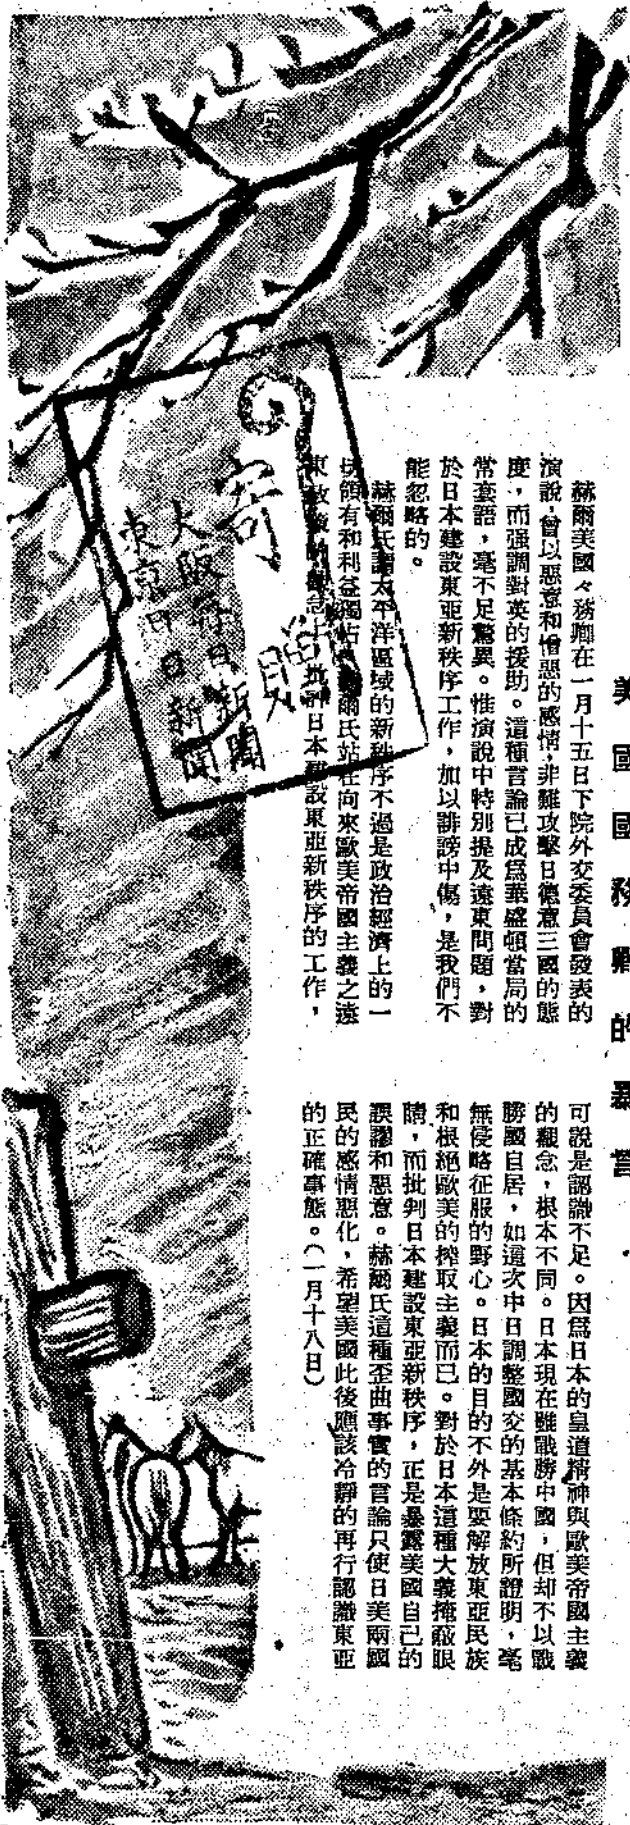 美國國務卿的暴言
赫爾美國々務卿在一月十五日下院外交委員會發表的
演說，曾以惡意和憎惡的感情，非難攻擊日德意三國的態
度，而强調對英的援助。這種言論已成爲華盛頓當局的
常套語，毫不足驚異。惟演說中特別提及遠東問題，對
於日本建設東亞新秩序工作，加以誹謗中傷，是我們不
能忽略的。
赫爾氏謂太平洋區域的新秩序不過是政治經濟上的一
切領有和利益獨佔，赫爾氏站在向來歐美帝國主義之遠
東政策的觀念上，批評日本建設東亞新秩序的工作，
可說是認識不足。因爲日本的皇道精神與歐美帝國主義
的觀念，根本不同。日本現在雖戰勝中國，但却不以戰
勝國自居，如這次中日調整國交的基本條約所證明，毫
無侵略征服的野心。日本的目的不外是要解放東亞民族
和根絕歐美的搾取主義而已。對於日本這種大義掩蔽眼
睛，而批判日本建設東亞新秩序，正是暴露美國自己的
誤謬和惡意。赫爾氏這種歪曲事實的言論只使日美兩國
民的感情惡化，希望美國此後應該冷靜的再行認識東亞
的正確事態。（一月十八日）
寄贈
大阪每日新聞
東京日日新聞